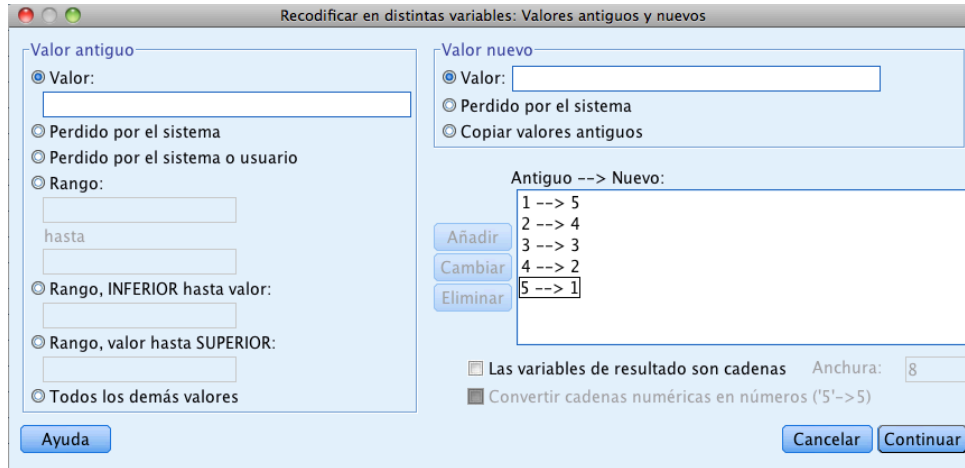 Recodificar en distintas variables: Valores antiguos y nuevos
Valor antiguo
Valor:
Perdido por el sistema
Perdido por el sistema o usuario
Rango:
hasta
Rango, INFERIOR hasta valor:
Rango, valor hasta SUPERIOR:
Todos los demás valores
Valor nuevo
Valor:
Perdido por el sistema
Copiar valores antiguos
Antiguo --> Nuevo:
1 --> 5
2 --> 4
3 --> 3
4 --> 2
5 --> 1
Añadir
Cambiar
Eliminar
Las variables de resultado son cadenas
Anchura:
8
Convertir cadenas numéricas en números ('5'->5)
Ayuda
Cancelar
Continuar